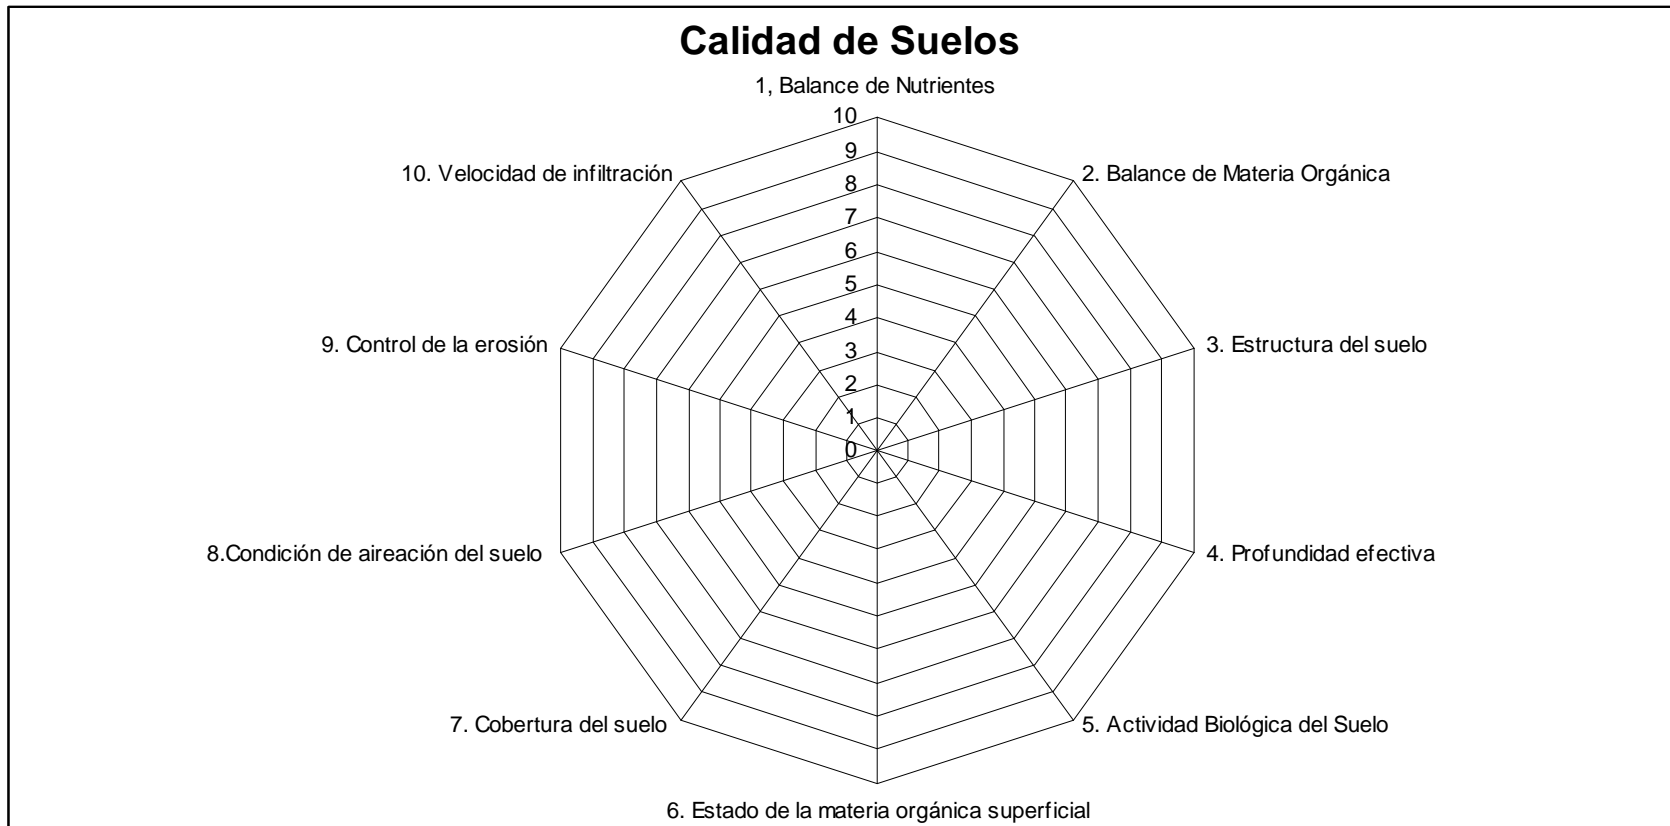 Calidad de Suelos
1, Balance de Nutrientes
10
9
8
7
6
5
4
3
2
1
0
2. Balance de Materia Orgánica
3. Estructura del suelo
4. Profundidad efectiva
5. Actividad Biológica del Suelo
6. Estado de la materia orgánica superficial
7. Cobertura del suelo
8.Condición de aireación del suelo
9. Control de la erosión
10. Velocidad de infiltración